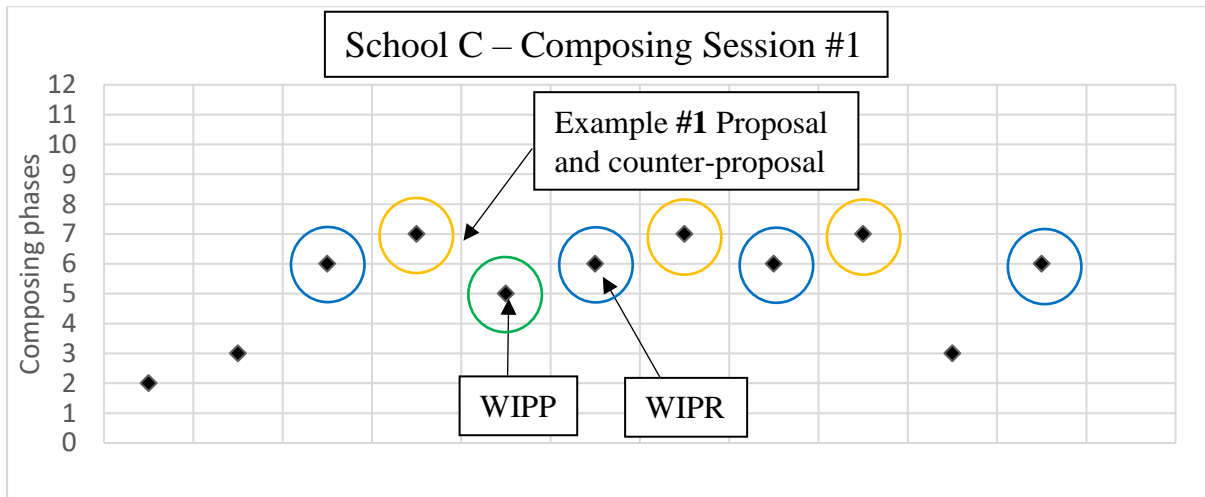 School C – Composing Session #1
Example #1 Proposal
and counter-proposal
Composing phases
12
11
10
9
8
7
6
5
4
3
2
1
0
WIPP
WIPR